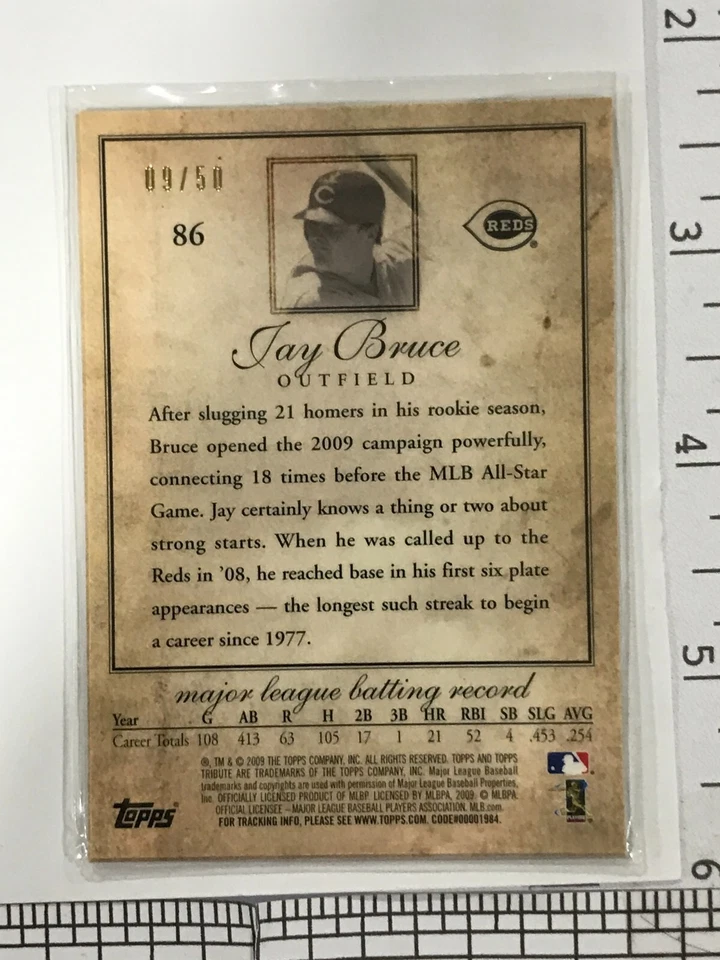 09/50
86
C
REDS
Jay Bruce
OUTFIELD
After slugging 21 homers in his rookie season,
Bruce opened the 2009 campaign powerfully,
connecting 18 times before the MLB All-Star
Game. Jay certainly knows a thing or two about
strong starts. When he was called up to the
Reds in '08, he reached base in his first six plate
appearances — the longest such streak to begin
a career since 1977.
major league batting record
Year G AB R H 2B 3B HR RBI SB SLG AVG
Career Totals 108 413 63 105 17 1 21 52 4 .453 .254
®, TM & © 2009 THE TOPPS COMPANY, INC. ALL RIGHTS RESERVED. TOPPS AND TOPPS
TRIBUTE ARE TRADEMARKS OF THE TOPPS COMPANY, INC. Major League Baseball
trademarks and copyrights are used with permission of Major League Baseball Properties,
Inc. OFFICIALLY LICENSED PRODUCT OF MLBP. LICENSED BY MLBPA, 2009. © MLBPA.
OFFICIAL LICENSEE – MAJOR LEAGUE BASEBALL PLAYERS ASSOCIATION. MLB.com.
FOR TRACKING INFO, PLEASE SEE WWW.TOPPS.COM. CODE#00001984.
Topps
2
3
4
5
6